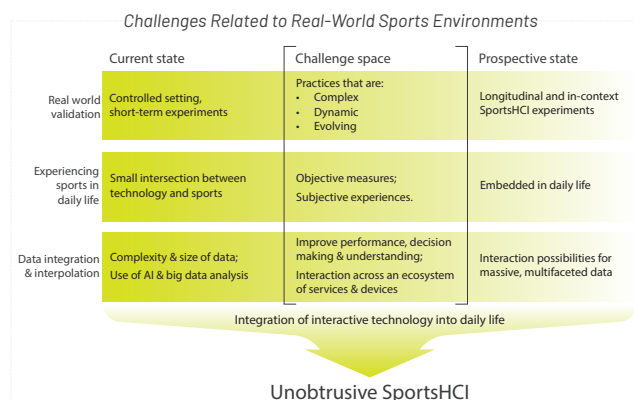 Challenges Related to Real-World Sports Environments
Current state
Challenge space
Prospective state
Real world
validation
Controlled setting,
short-term experiments
Practices that are:
• Complex
• Dynamic
• Evolving
Longitudinal and in-context
SportsHCI experiments
Experiencing
sports in
daily life
Small intersection between
technology and sports
Objective measures;
Subjective experiences.
Embedded in daily life
Data integration
& interpolation
Complexity & size of data;
Use of AI & big data analysis
Improve performance, decision
making & understanding;
Interaction across an ecosystem
of services & devices
Interaction possibilities for
massive, multifaceted data
Integration of interactive technology into daily life
Unobtrusive SportsHCI